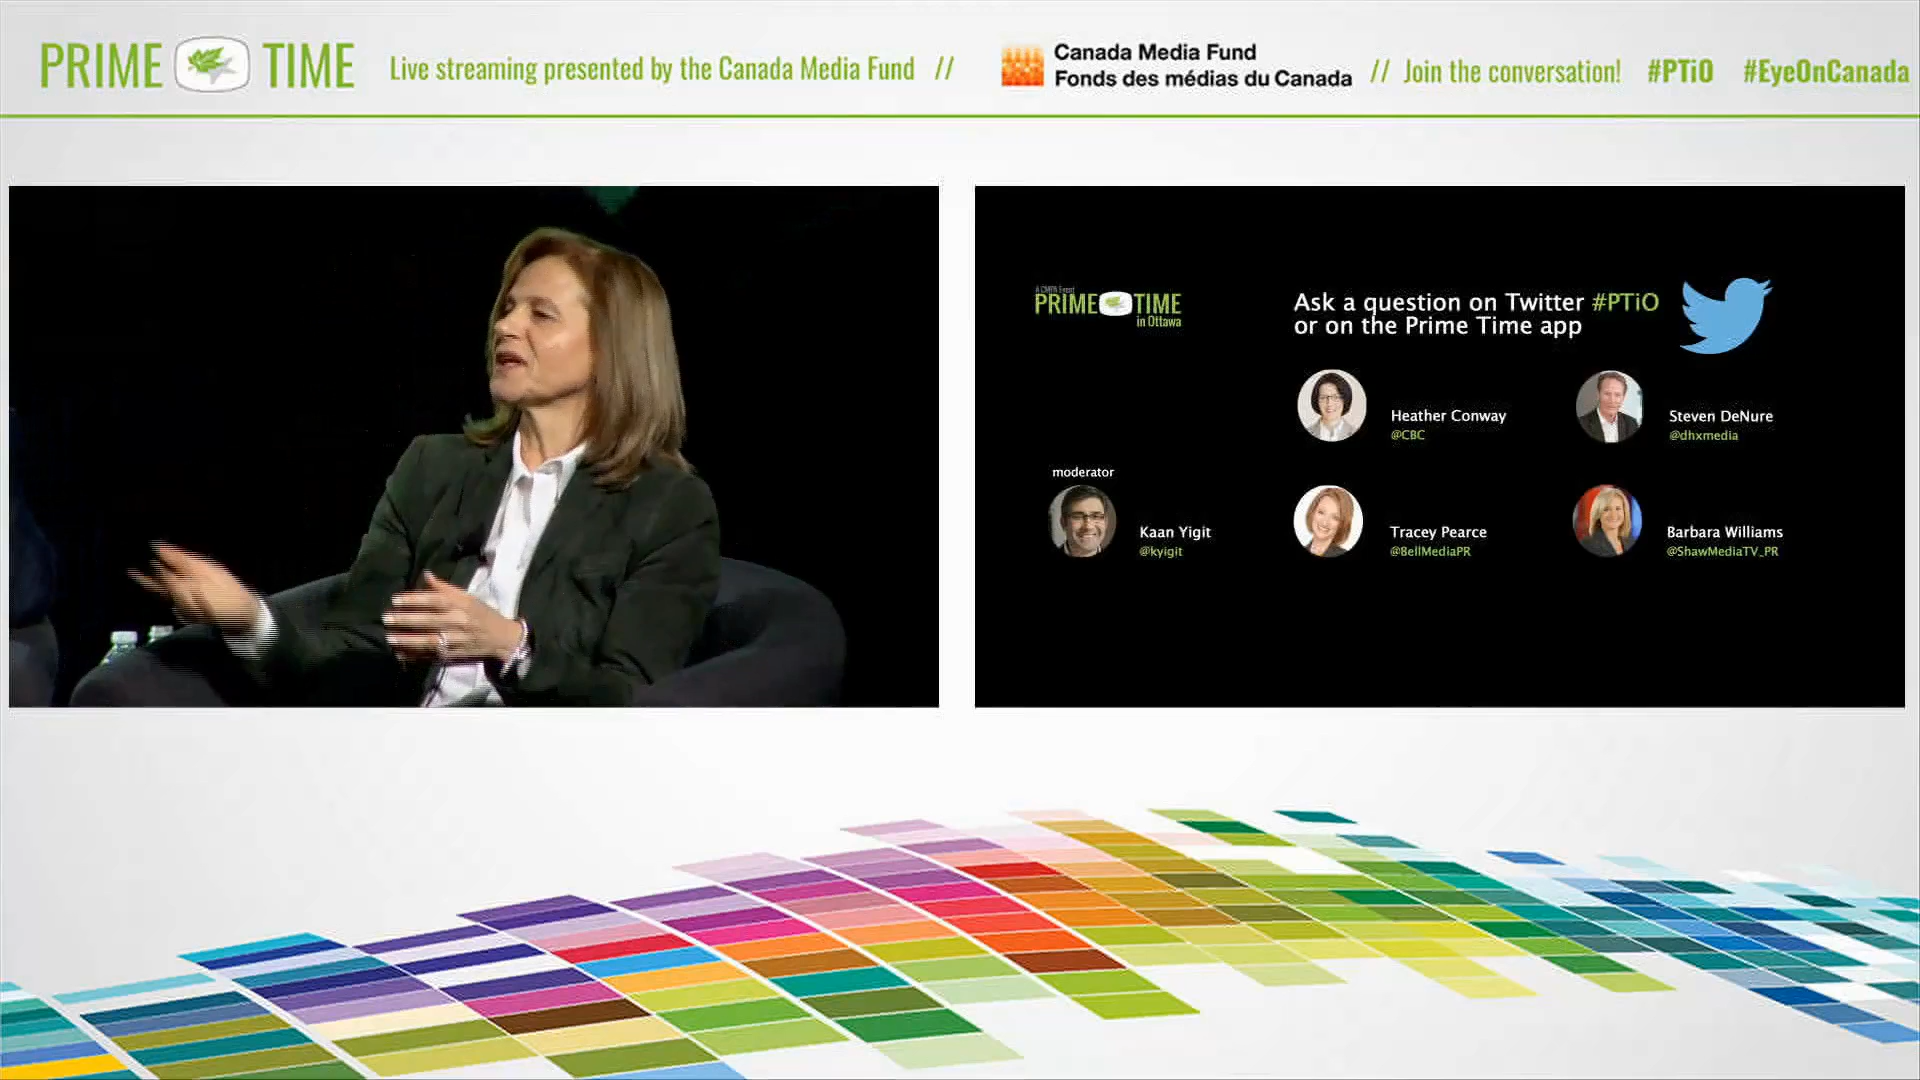 PRIME TIME
Live streaming presented by the Canada Media Fund //
Canada Media Fund
Fonds des médias du Canada
// Join the conversation! #PTiO #EyeOnCanada
A CMPA Event
PRIME TIME
in Ottawa
Ask a question on Twitter #PTiO
or on the Prime Time app
Heather Conway
@CBC
Steven DeNure
@dhxmedia
moderator
Kaan Yigit
@kyigit
Tracey Pearce
@BellMediaPR
Barbara Williams
@ShawMediaTV_PR